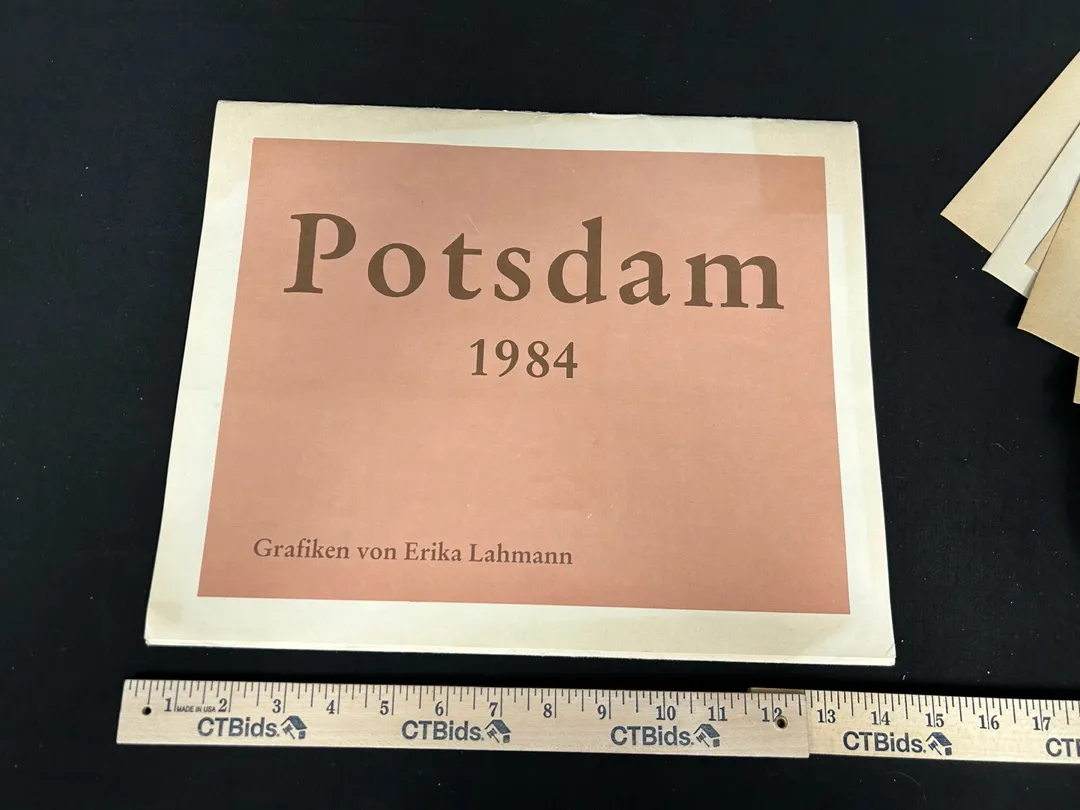 Potsdam
1984
Grafiken von Erika Lahmann
1 MADE IN USA 2 3 4 5 6 7 8 9 10 11 12 13 14 15 16 17
CTBids. CTBids. CTBids. CTBids. CTB